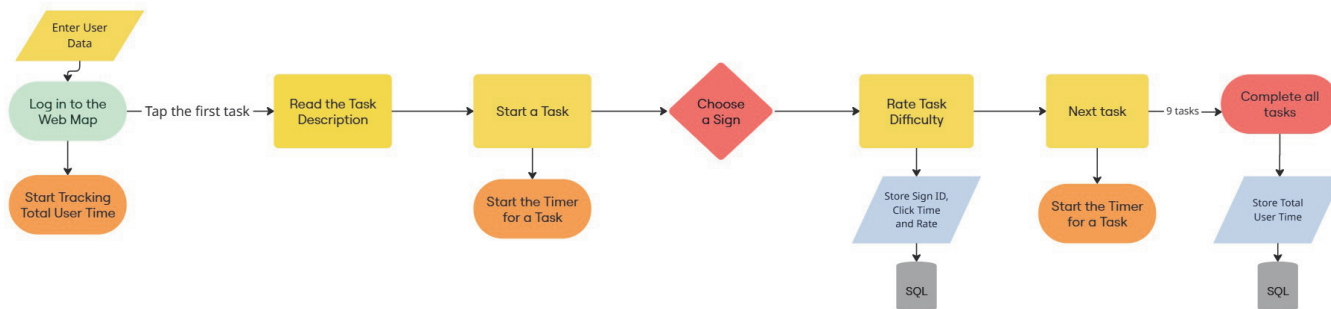 Enter User
Data
Log in to the
Web Map
Start Tracking
Total User Time
Tap the first task
Read the Task
Description
Start a Task
Start the Timer
for a Task
Choose
a Sign
Rate Task
Difficulty
Store Sign ID,
Click Time
and Rate
SQL
Next task
Start the Timer
for a Task
9 tasks
Complete all
tasks
Store Total
User Time
SQL